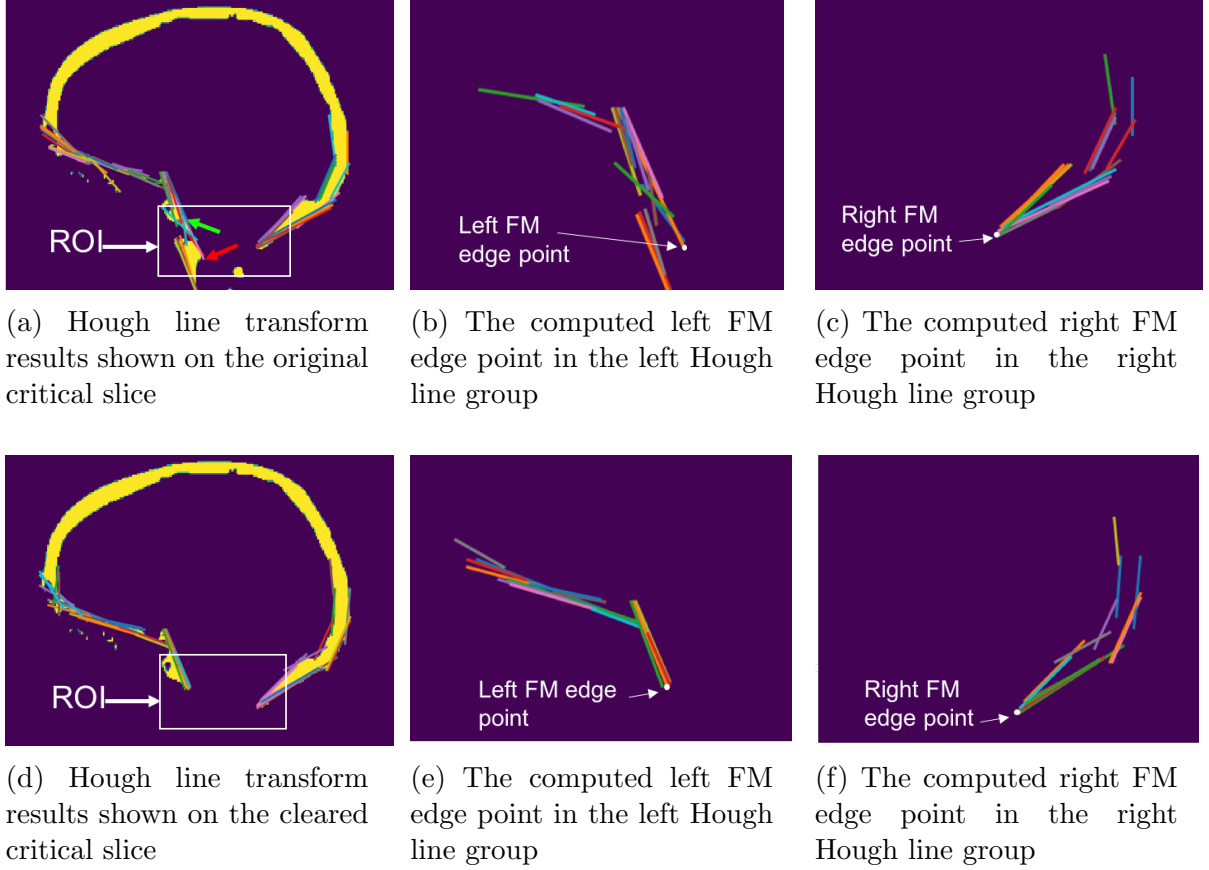 ROI
Left FM
edge point
Right FM
edge point
(a) Hough line transform
results shown on the original
critical slice
(b) The computed left FM
edge point in the left Hough
line group
(c) The computed right FM
edge point in the right
Hough line group
ROI
Left FM edge
point
Right FM
edge point
(d) Hough line transform
results shown on the cleared
critical slice
(e) The computed left FM
edge point in the left Hough
line group
(f) The computed right FM
edge point in the right
Hough line group